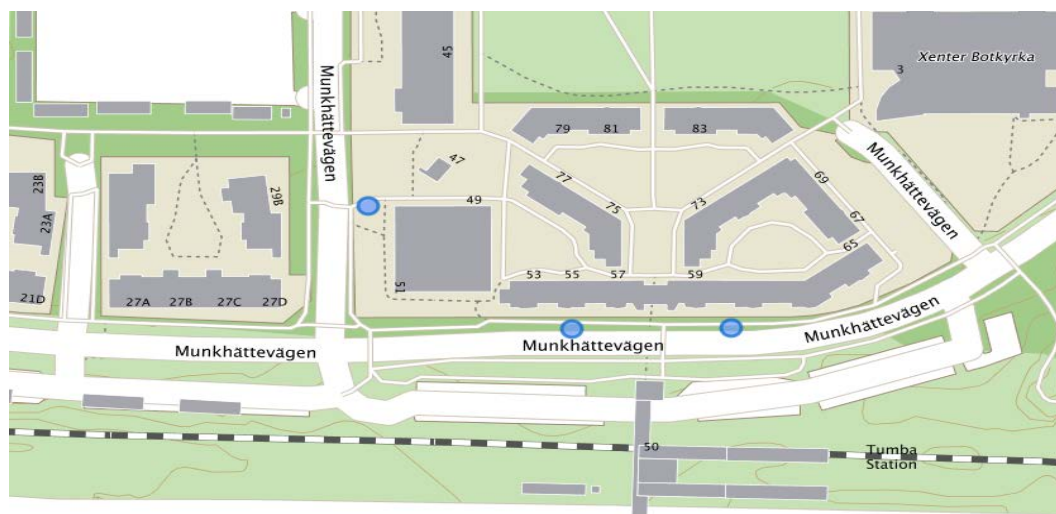 45
Xenter Botkyrka
3
Munkhättevägen
79
81
83
47
Munkhättevägen
77
69
23B
29B
49
75
73
67
23A
65
53
55
57
59
51
21D
27A
27B
27C
27D
Munkhättevägen
Munkhättevägen
Munkhättevägen
50
Tumba
Station